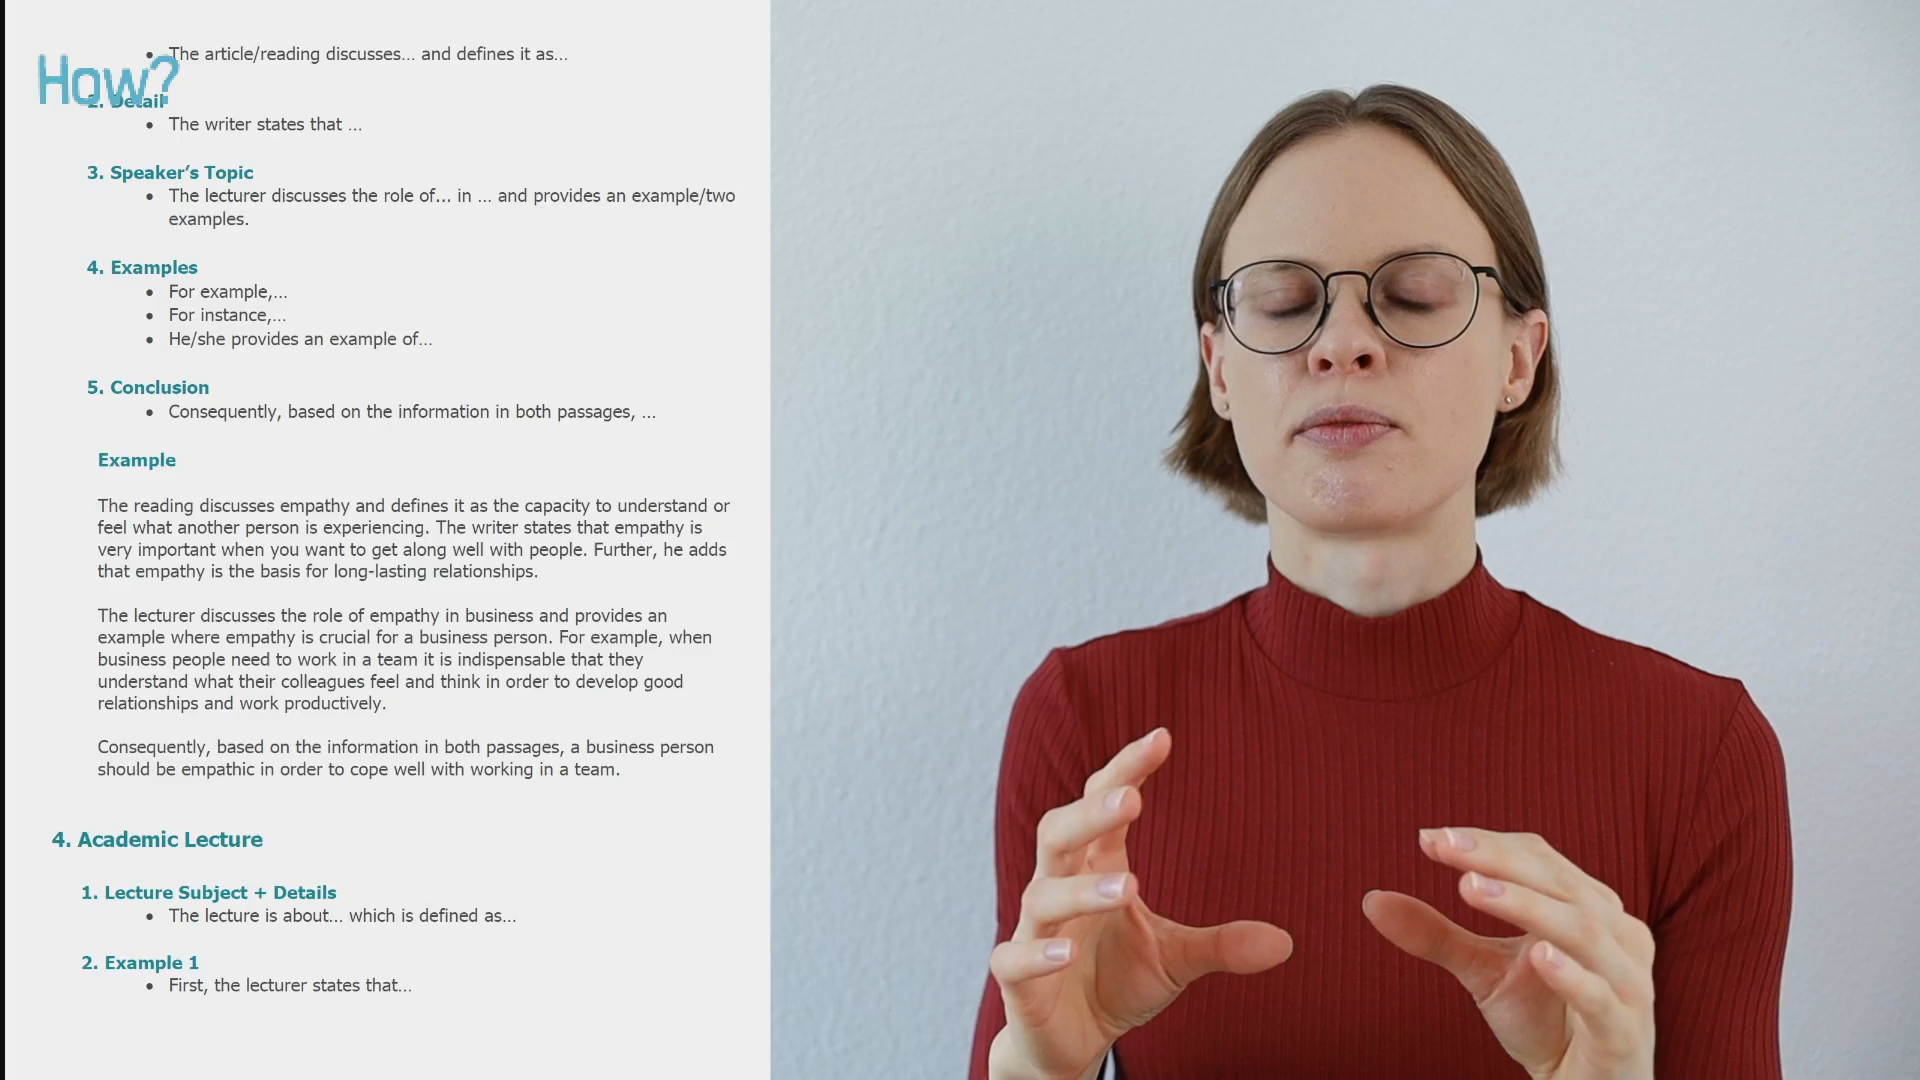 • The article/reading discusses… and defines it as…
How?
2. Detail
• The writer states that …
3. Speaker’s Topic
• The lecturer discusses the role of... in … and provides an example/two
examples.
4. Examples
• For example,…
• For instance,…
• He/she provides an example of…
5. Conclusion
• Consequently, based on the information in both passages, …
Example
The reading discusses empathy and defines it as the capacity to understand or
feel what another person is experiencing. The writer states that empathy is
very important when you want to get along well with people. Further, he adds
that empathy is the basis for long-lasting relationships.
The lecturer discusses the role of empathy in business and provides an
example where empathy is crucial for a business person. For example, when
business people need to work in a team it is indispensable that they
understand what their colleagues feel and think in order to develop good
relationships and work productively.
Consequently, based on the information in both passages, a business person
should be empathic in order to cope well with working in a team.
4. Academic Lecture
1. Lecture Subject + Details
• The lecture is about… which is defined as…
2. Example 1
• First, the lecturer states that…